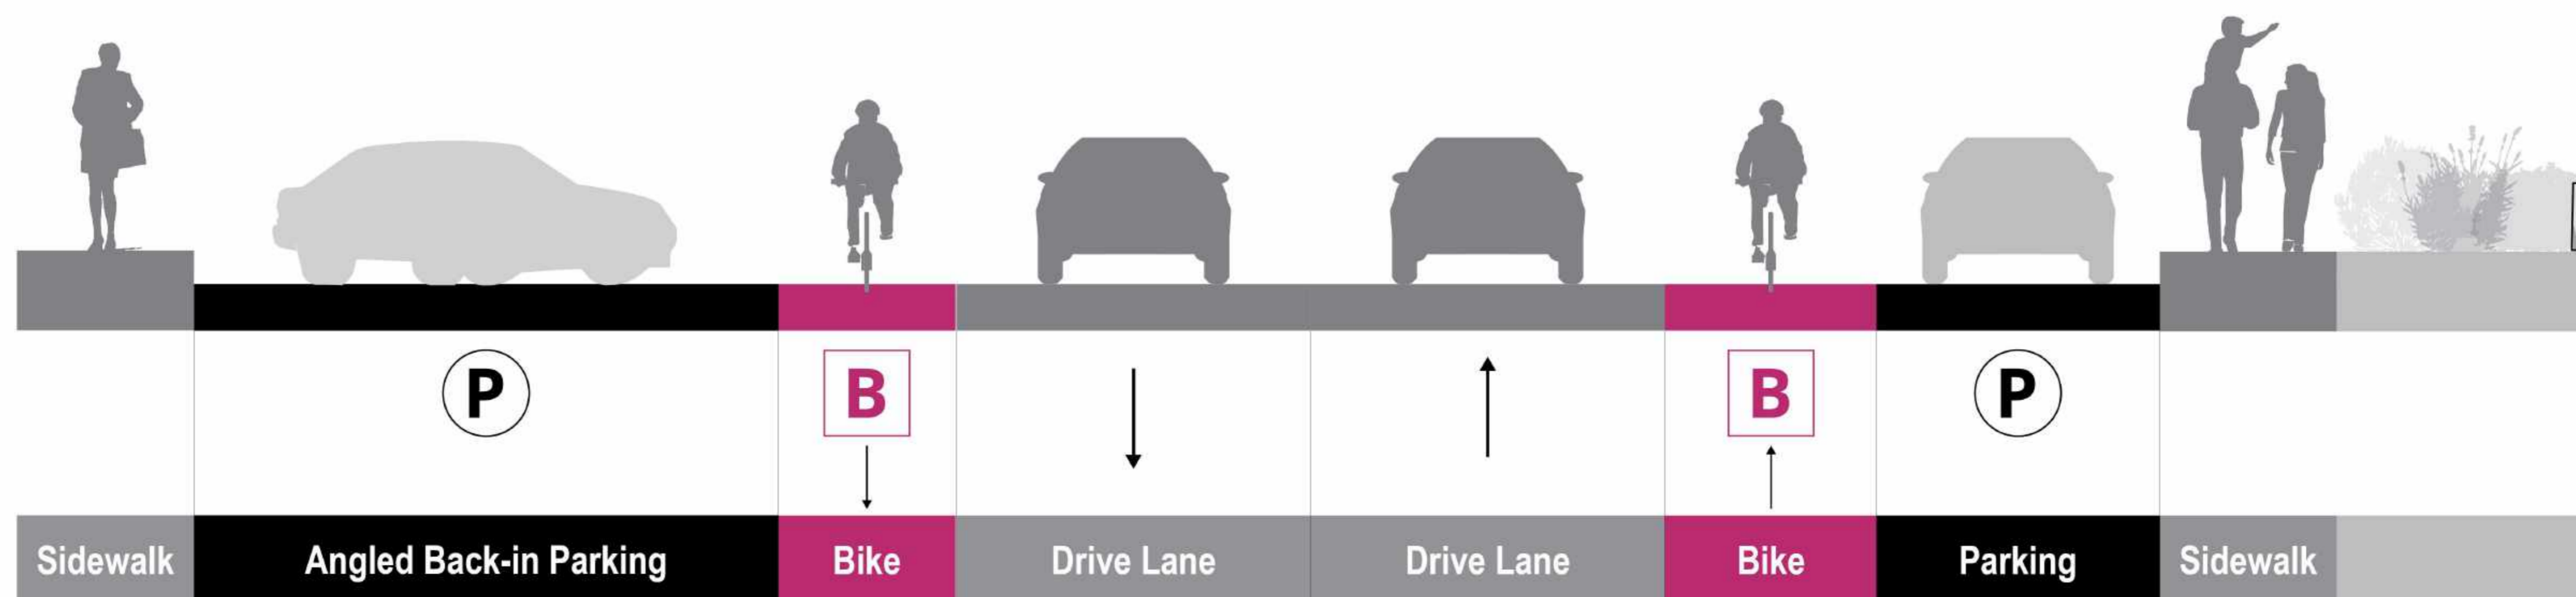 P
B
B
P
Sidewalk
Angled Back-in Parking
Bike
Drive Lane
Drive Lane
Bike
Parking
Sidewalk